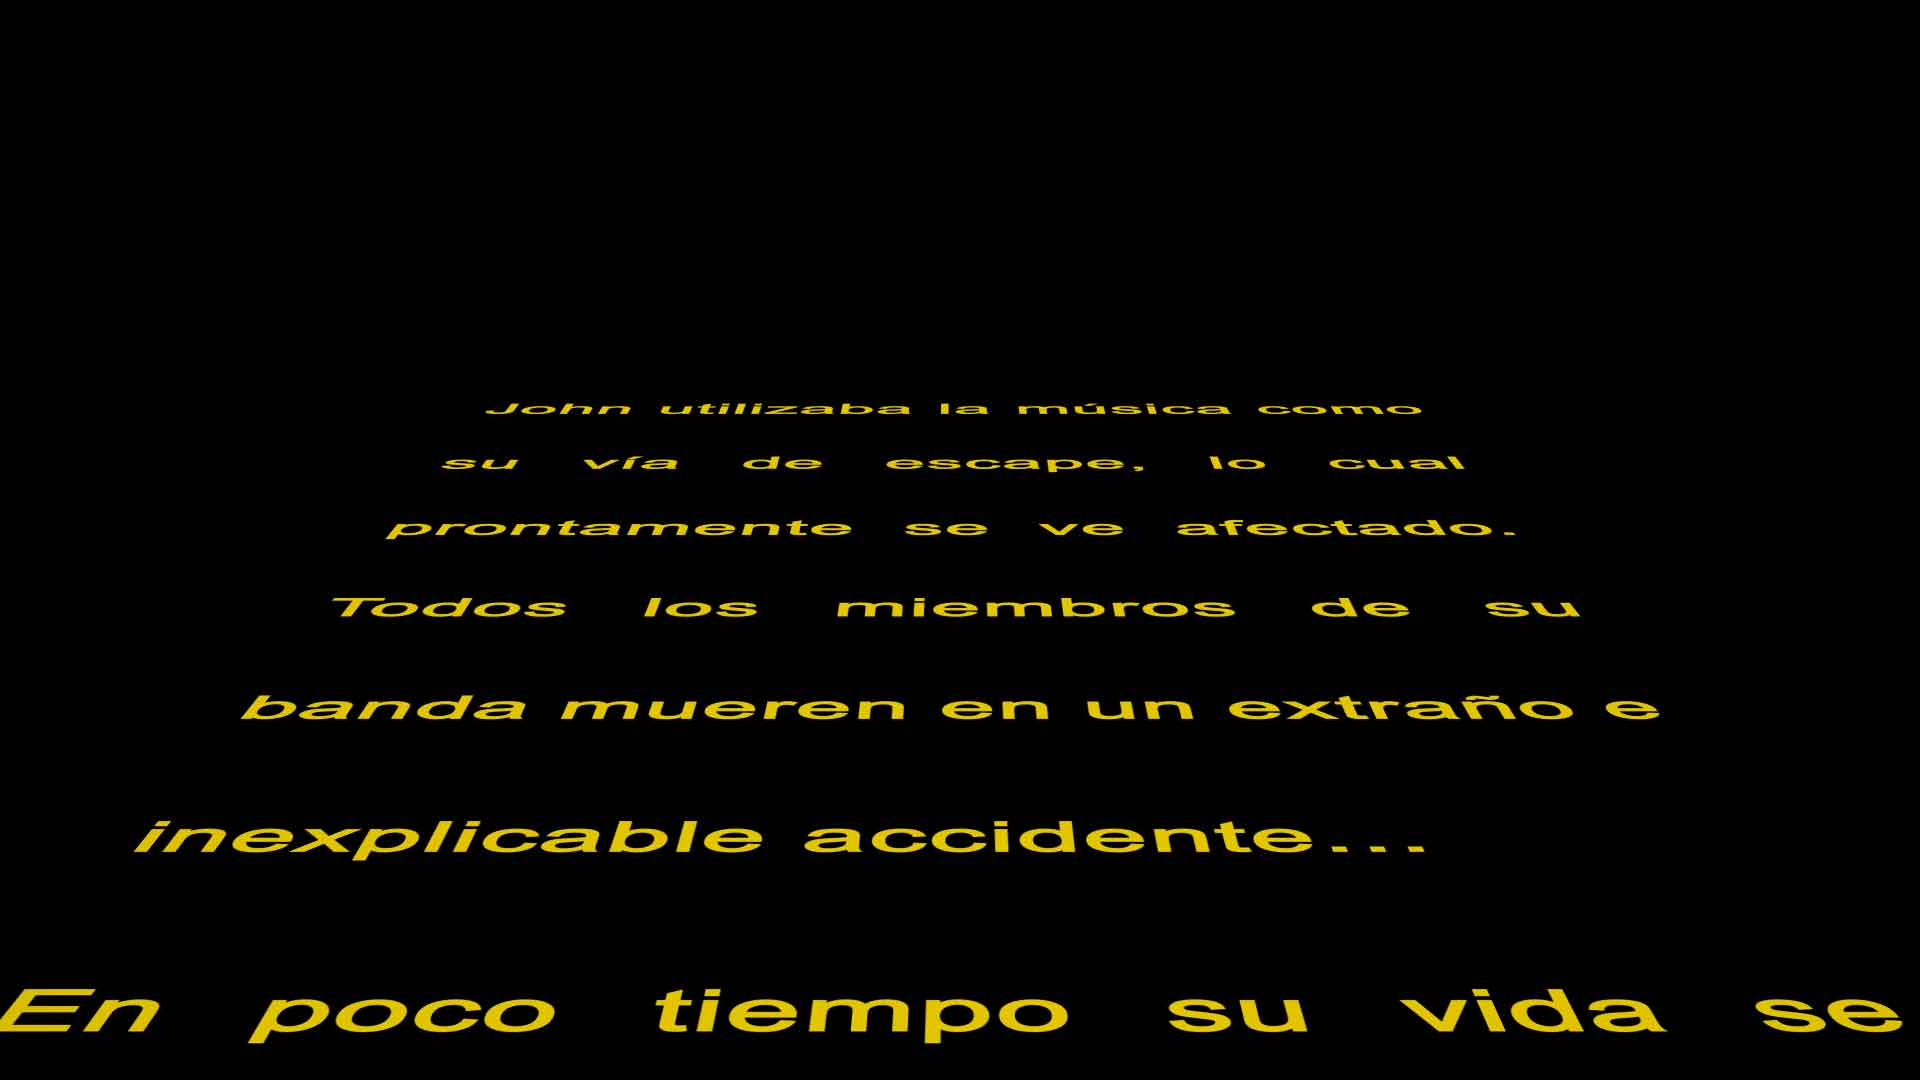 John utilizaba la música como
su vía de escape, lo cual
prontamente se ve afectado.
Todos los miembros de su
banda mueren en un extraño e
inexplicable accidente...
En poco tiempo su vida se